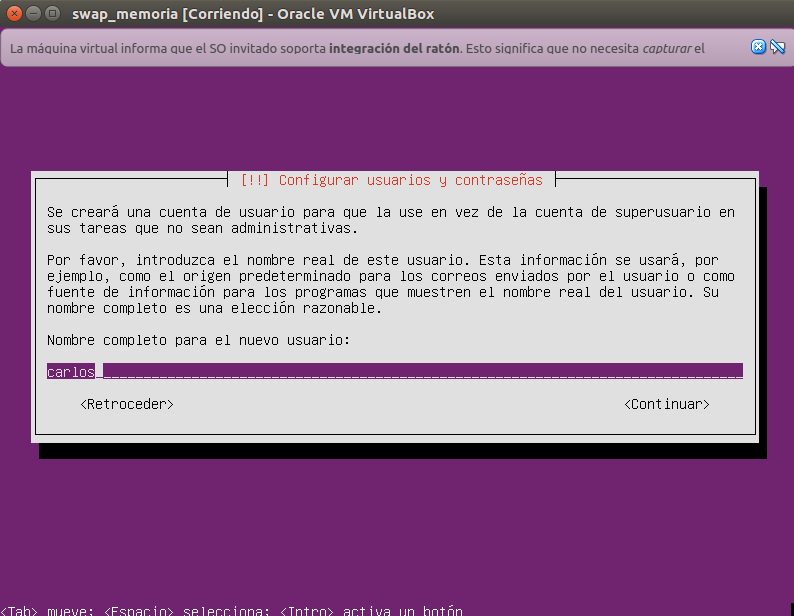 swap_memoria [Corriendo] - Oracle VM VirtualBox
La máquina virtual informa que el SO invitado soporta integración del ratón. Esto significa que no necesita capturar el
[!!] Configurar usuarios y contraseñas
Se creará una cuenta de usuario para que la use en vez de la cuenta de superusuario en
sus tareas que no sean administrativas.
Por favor, introduzca el nombre real de este usuario. Esta información se usará, por
ejemplo, como el origen predeterminado para los correos enviados por el usuario o como
fuente de información para los programas que muestren el nombre real del usuario. Su
nombre completo es una elección razonable.
Nombre completo para el nuevo usuario:
carlos
<Retroceder> <Continuar>
<Tab> mueve; <Espacio> selecciona; <Intro> activa un botón